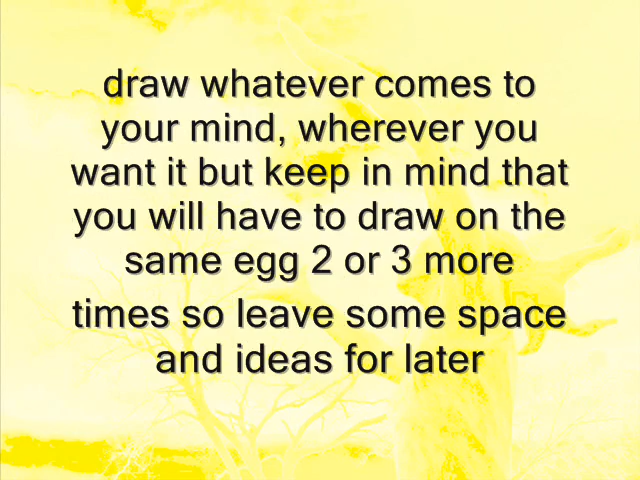 draw whatever comes to
your mind, wherever you
want it but keep in mind that
you will have to draw on the
same egg 2 or 3 more
times so leave some space
and ideas for later